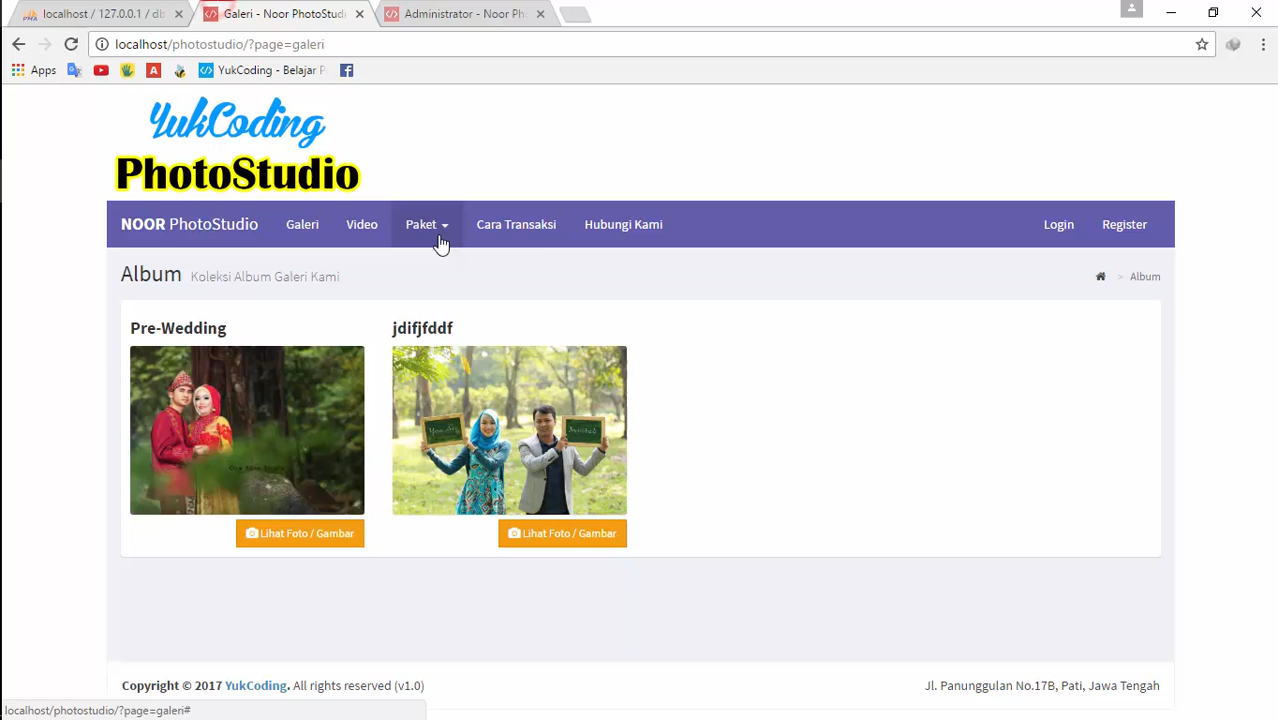 localhost / 127.0.0.1 / db
Galeri - Noor PhotoStudi
Administrator - Noor Ph
localhost/photostudio/?page=galeri
Apps
YukCoding - Belajar P
YukCoding
PhotoStudio
NOOR PhotoStudio Galeri Video Paket Cara Transaksi Hubungi Kami Login Register
Album Koleksi Album Galeri Kami > Album
Pre-Wedding jdifjfddf
Lihat Foto / Gambar Lihat Foto / Gambar
Copyright © 2017 YukCoding. All rights reserved (v1.0) Jl. Panunggulan No.17B, Pati, Jawa Tengah
localhost/photostudio/?page=galeri#